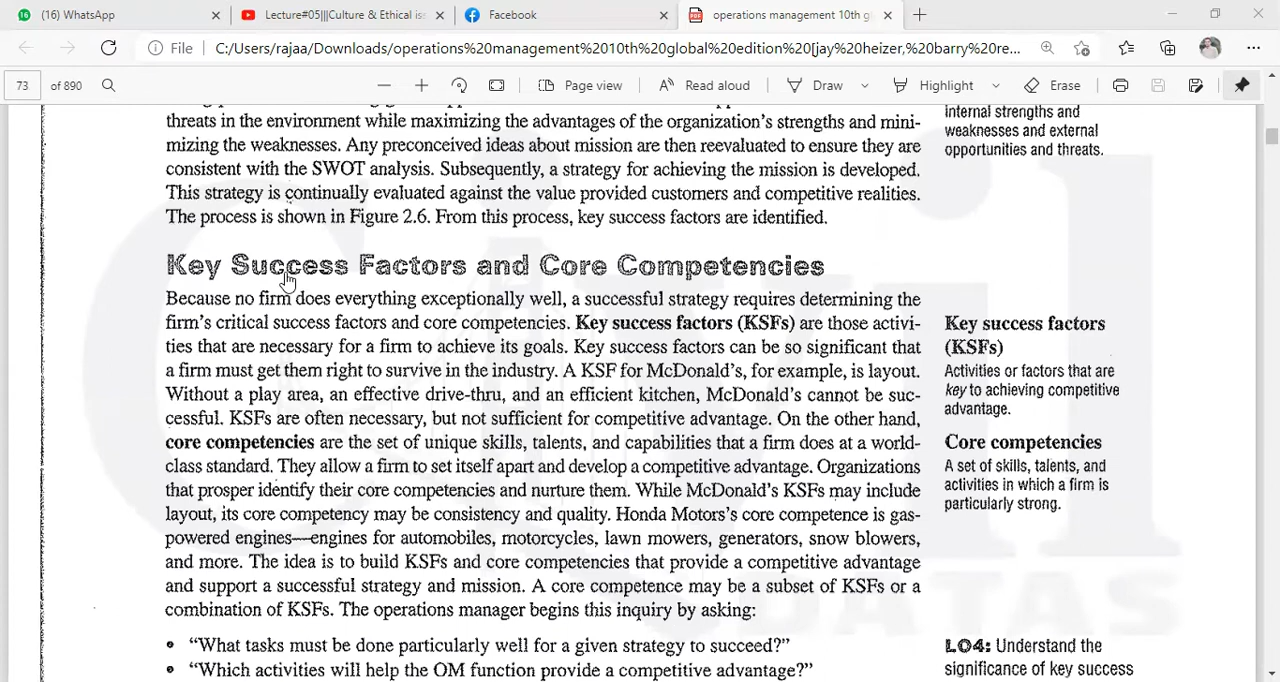 (16) WhatsApp
Lecture#05|||Culture & Ethical is
Facebook
operations management 10th g
File
C:/Users/rajaa/Downloads/operations%20management%2010th%20global%20edition%20[jay%20heizer,%20barry%20re...
73
of 890
Page view
Read aloud
Draw
Highlight
Erase
threats in the environment while maximizing the advantages of the organization's strengths and mini-
mizing the weaknesses. Any preconceived ideas about mission are then reevaluated to ensure they are
consistent with the SWOT analysis. Subsequently, a strategy for achieving the mission is developed.
This strategy is continually evaluated against the value provided customers and competitive realities.
The process is shown in Figure 2.6. From this process, key success factors are identified.
internal strengths and
weaknesses and external
opportunities and threats.
Key Success Factors and Core Competencies
Because no firm does everything exceptionally well, a successful strategy requires determining the
firm's critical success factors and core competencies. Key success factors (KSFs) are those activi-
ties that are necessary for a firm to achieve its goals. Key success factors can be so significant that
a firm must get them right to survive in the industry. A KSF for McDonald's, for example, is layout.
Without a play area, an effective drive-thru, and an efficient kitchen, McDonald's cannot be suc-
cessful. KSFs are often necessary, but not sufficient for competitive advantage. On the other hand,
core competencies are the set of unique skills, talents, and capabilities that a firm does at a world-
class standard. They allow a firm to set itself apart and develop a competitive advantage. Organizations
that prosper identify their core competencies and nurture them. While McDonald's KSFs may include
layout, its core competency may be consistency and quality. Honda Motors's core competence is gas-
powered engines—engines for automobiles, motorcycles, lawn mowers, generators, snow blowers,
and more. The idea is to build KSFs and core competencies that provide a competitive advantage
and support a successful strategy and mission. A core competence may be a subset of KSFs or a
combination of KSFs. The operations manager begins this inquiry by asking:
• "What tasks must be done particularly well for a given strategy to succeed?"
• "Which activities will help the OM function provide a competitive advantage?"
Key success factors
(KSFs)
Activities or factors that are
key to achieving competitive
advantage.
Core competencies
A set of skills, talents, and
activities in which a firm is
particularly strong.
LO4: Understand the
significance of key success
Civil
DATAS